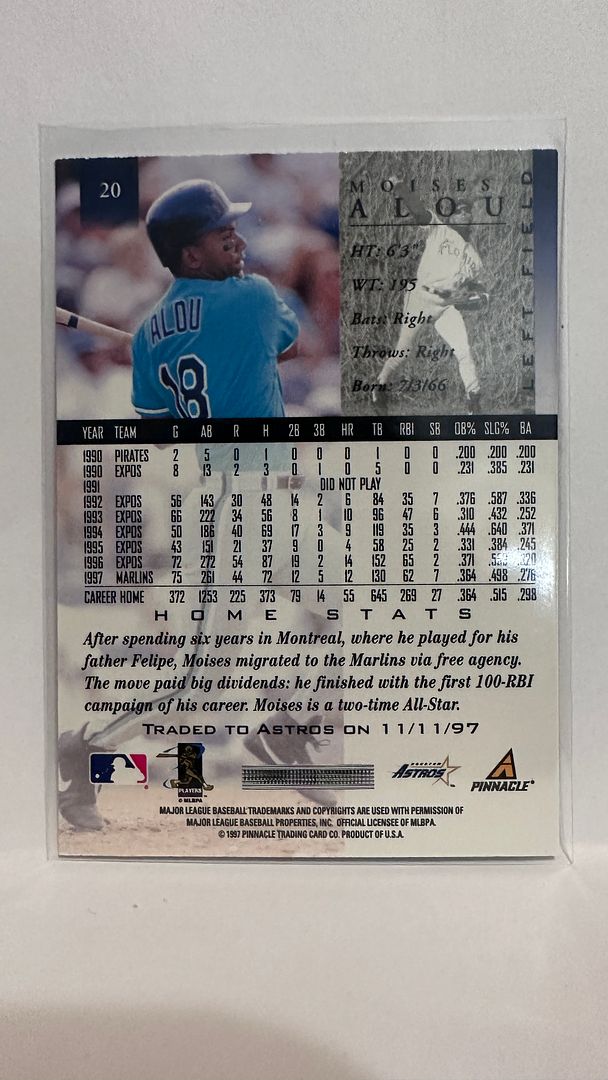 20
MOISES
ALOU
HT: 6'3"
WT: 195
Bats: Right
Throws: Right
Born: 7/3/66
LEFT FIELD
ALOU
18
YEAR TEAM G AB R H 2B 3B HR TB RBI SB OB% SLG% BA
1990 PIRATES 2 5 0 1 0 0 0 1 0 0 .200 .200 .200
1990 EXPOS 8 13 2 3 0 1 0 5 0 0 .231 .385 .231
1991 DID NOT PLAY
1992 EXPOS 56 143 30 48 14 2 6 84 35 7 .376 .587 .336
1993 EXPOS 66 222 34 56 8 1 10 96 47 6 .310 .432 .252
1994 EXPOS 50 186 40 69 17 3 9 119 35 3 .444 .640 .371
1995 EXPOS 43 151 21 37 9 0 4 58 25 2 .331 .384 .245
1996 EXPOS 72 272 54 87 19 2 14 152 65 2 .371
1997 MARLINS 75 261 44 72 12 5 12 130 62 7 .364 .498 .276
CAREER HOME 372 1253 225 373 79 14 55 645 269 27 .364 .515 .298
HOME STATS
After spending six years in Montreal, where he played for his
father Felipe, Moises migrated to the Marlins via free agency.
The move paid big dividends: he finished with the first 100-RBI
campaign of his career. Moises is a two-time All-Star.
TRADED TO ASTROS ON 11/11/97
PLAYERS
© MLBPA
HOUSTON
ASTROS
PINNACLE
MAJOR LEAGUE BASEBALL TRADEMARKS AND COPYRIGHTS ARE USED WITH PERMISSION OF
MAJOR LEAGUE BASEBALL PROPERTIES, INC. OFFICIAL LICENSEE OF MLBPA.
© 1997 PINNACLE TRADING CARD CO. PRODUCT OF U.S.A.